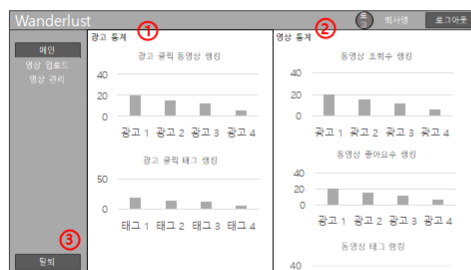 Wanderlust
로고
회사명
로그아웃
메인
영상 업로드
영상 관리
③
탈퇴
광고 통계
①
광고 클릭 동영상 랭킹
40
20
0
광고 1 광고 2 광고 3 광고 4
광고 클릭 태그 랭킹
50
0
태그 1 태그 2 태그 3 태그 4
영상 통계
②
동영상 조회수 랭킹
40
20
0
광고 1 광고 2 광고 3 광고 4
동영상 좋아요수 랭킹
40
20
0
광고 1 광고 2 광고 3 광고 4
동영상 태그 랭킹
40